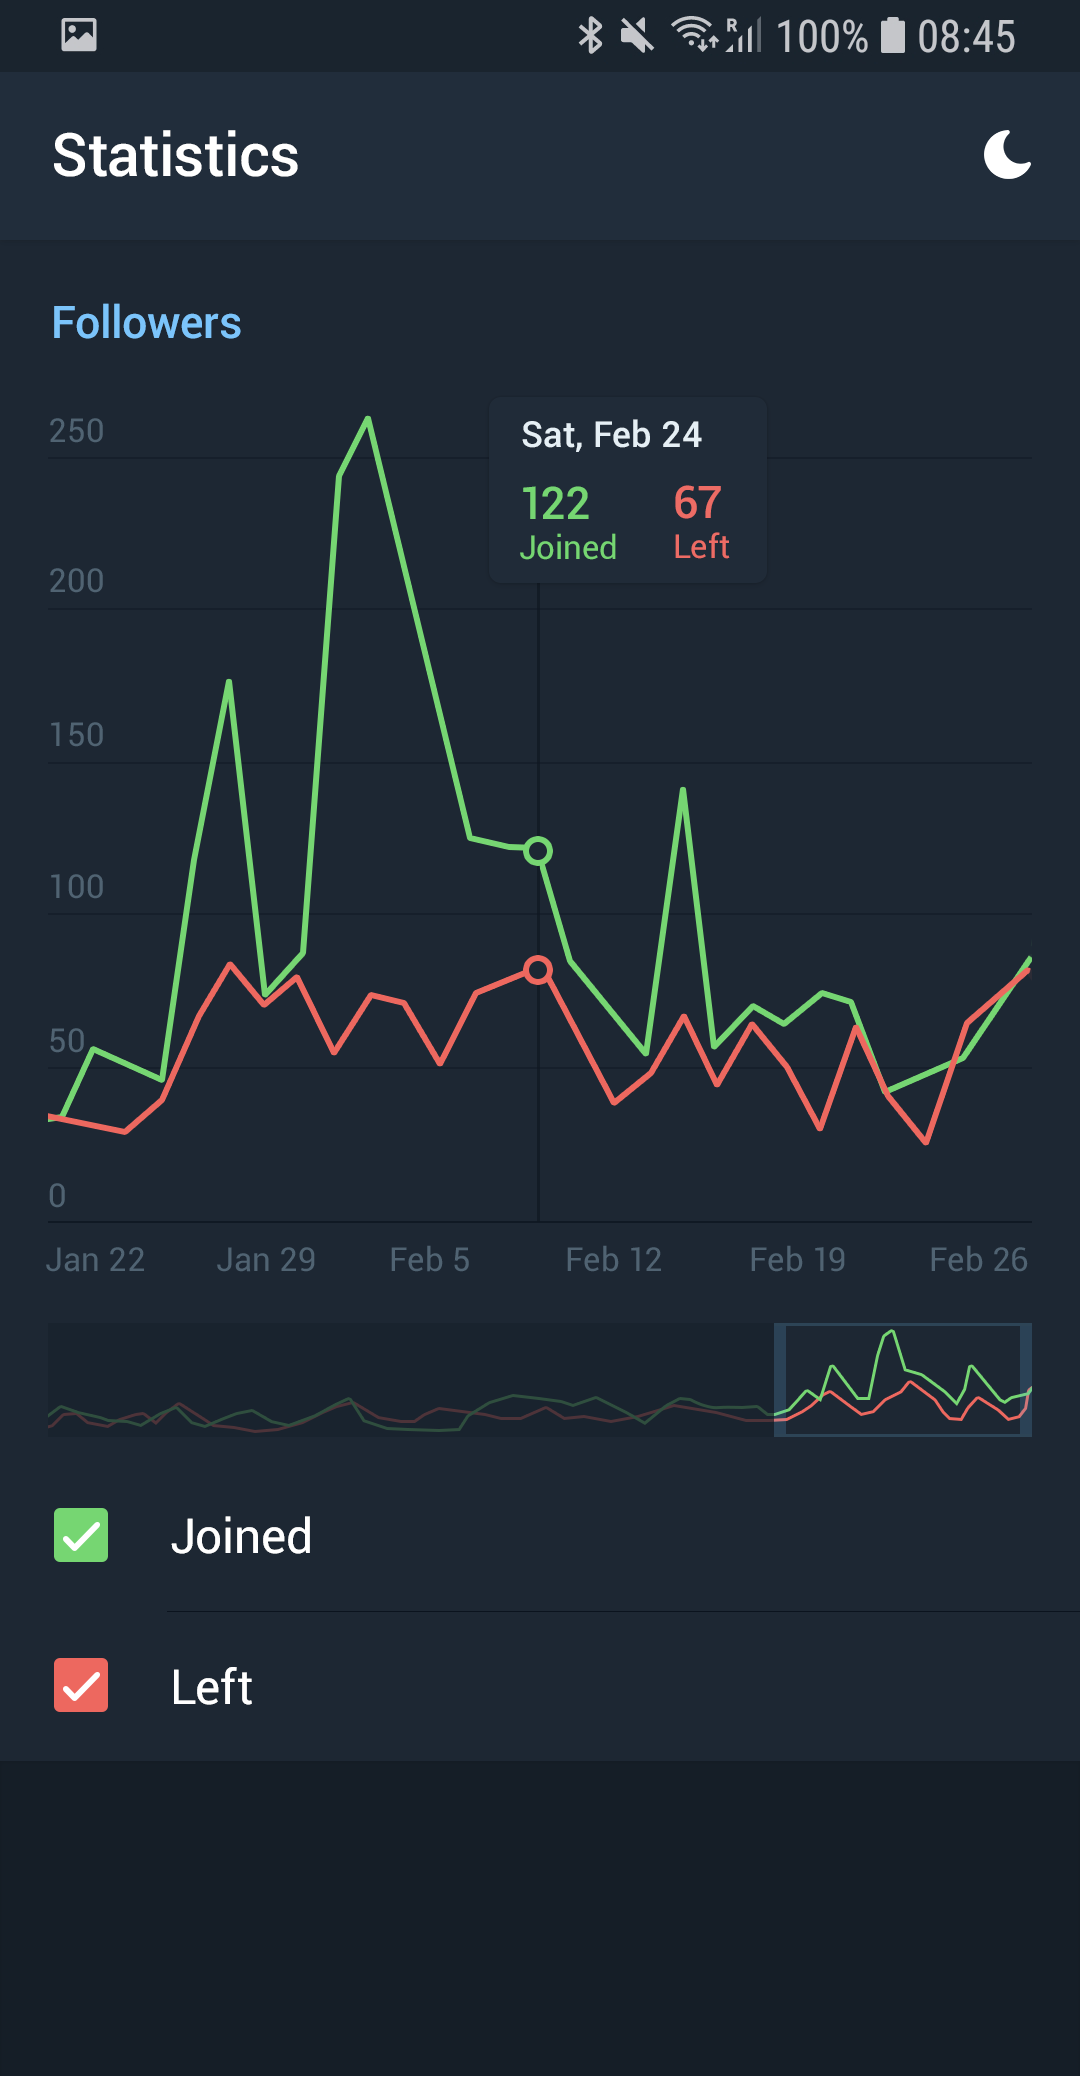 R 100% 08:45
Statistics
Followers
250
Sat, Feb 24
122 67
Joined Left
200
150
100
50
0
Jan 22 Jan 29 Feb 5 Feb 12 Feb 19 Feb 26
Joined
Left